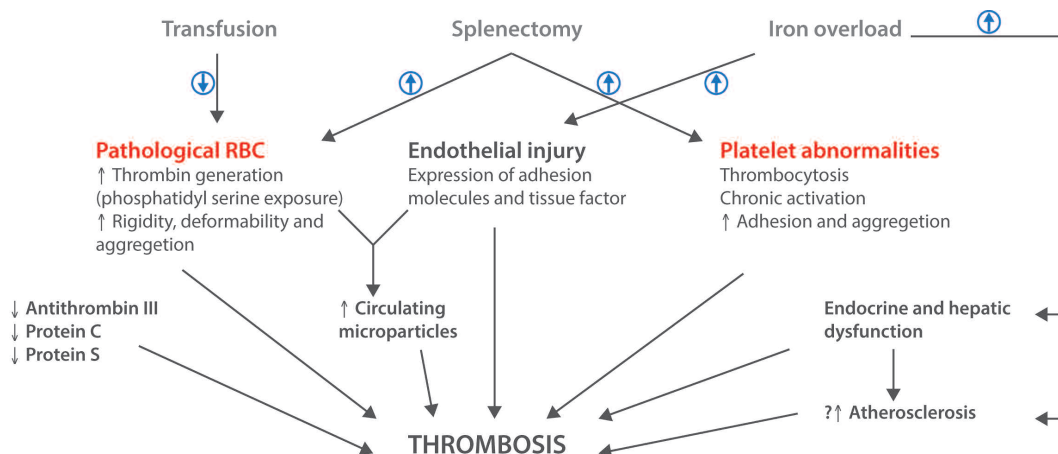 Transfusion
Splenectomy
Iron overload
Pathological RBC
↑ Thrombin generation
(phosphatidyl serine exposure)
↑ Rigidity, deformability and
aggregetion
Endothelial injury
Expression of adhesion
molecules and tissue factor
Platelet abnormalities
Thrombocytosis
Chronic activation
↑ Adhesion and aggregetion
↓ Antithrombin III
↓ Protein C
↓ Protein S
↑ Circulating
microparticles
Endocrine and hepatic
dysfunction
?↑ Atherosclerosis
THROMBOSIS